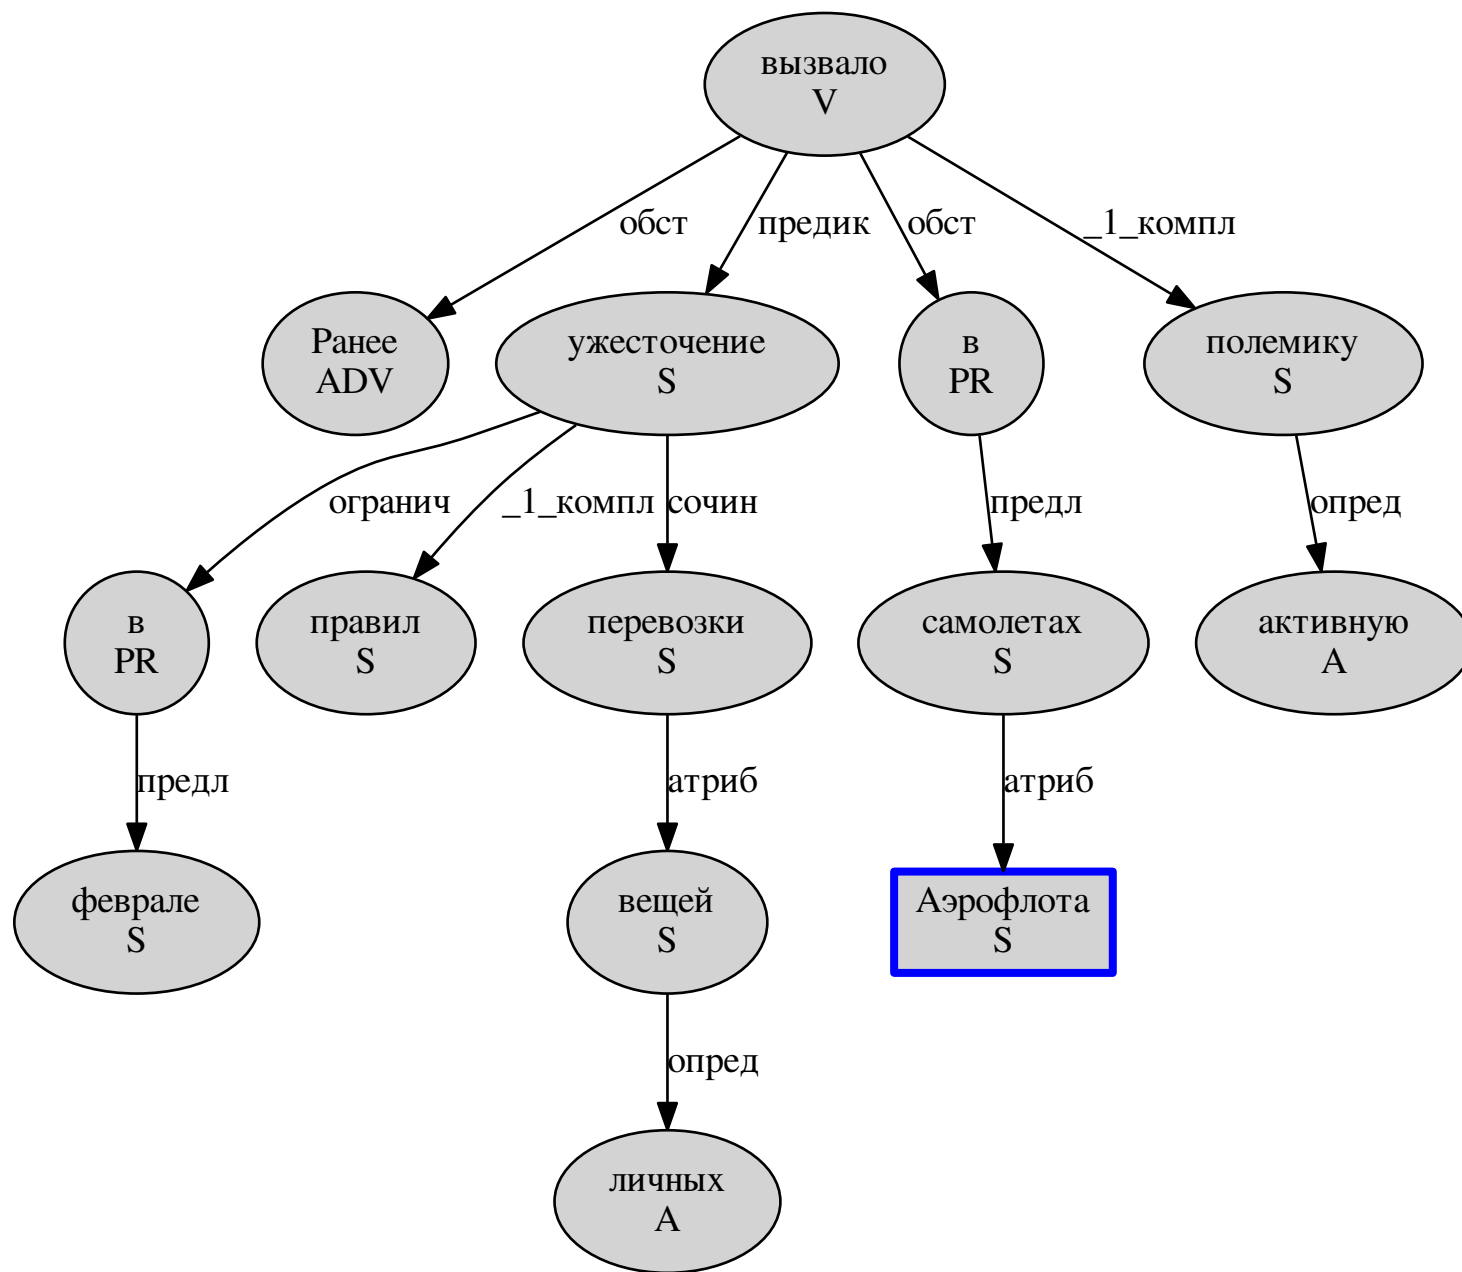 вызвало
V
обст
предик
обст
_1_компл
Ранее
ADV
ужесточение
S
в
PR
полемику
S
огранич
_1_компл
сочин
предл
опред
в
PR
правил
S
перевозки
S
самолетах
S
активную
A
предл
атриб
атриб
феврале
S
вещей
S
Аэрофлота
S
опред
личных
A